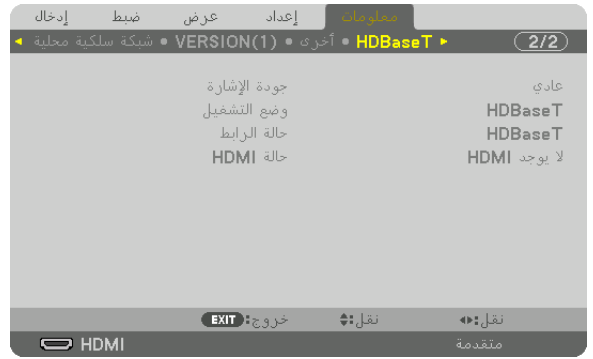 إدخال ضبط عرض إعداد معلومات
شبكة سلكية محلية • VERSION(1) • أخرى • HDBaseT 2/2
جودة الإشارة عادي
وضع التشغيل HDBaseT
حالة الرابط HDBaseT
حالة HDMI لا يوجد HDMI
EXIT:خروج نقل: نقل:
HDMI متقدمة